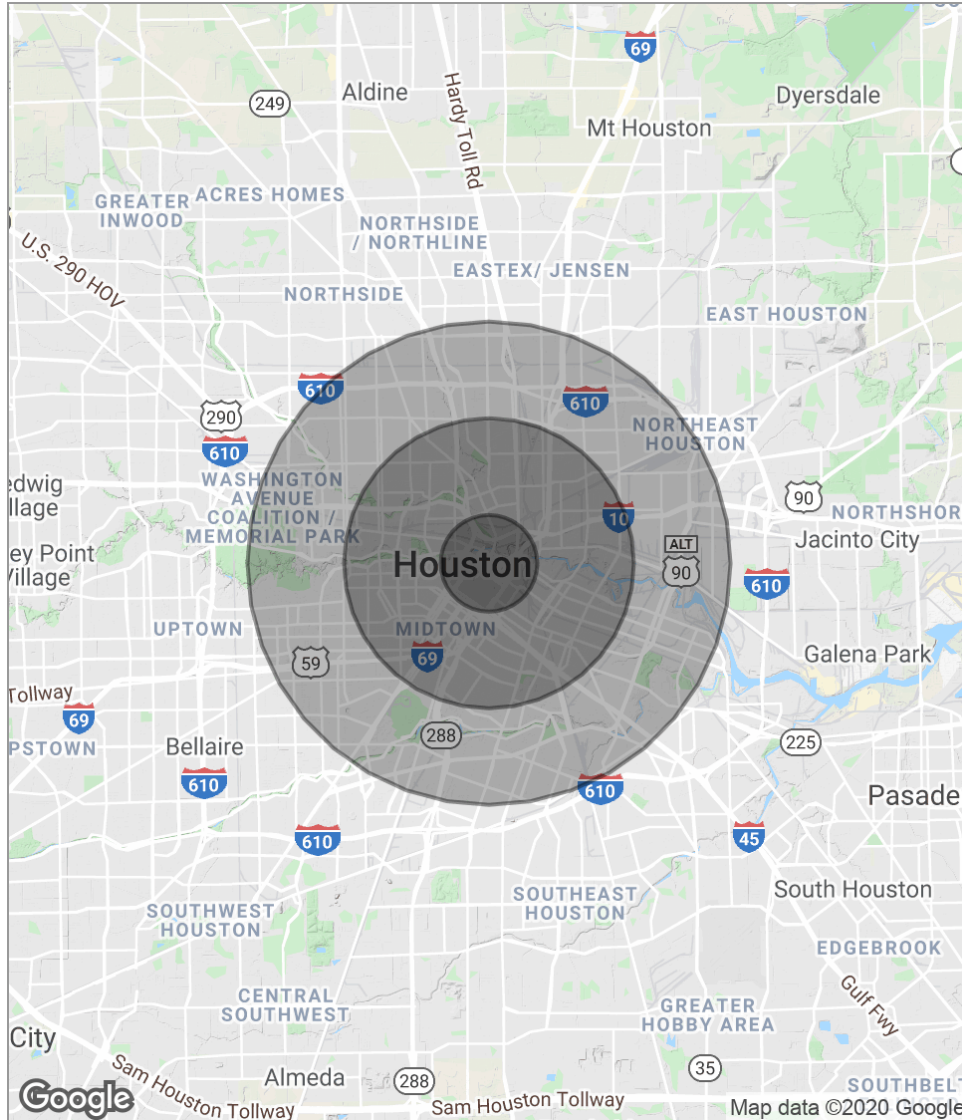 69
Aldine
249
Hardy Toll Rd
Dyersdale
Mt Houston
GREATER
INWOOD
ACRES HOMES
NORTHSIDE
/ NORTHLINE
U.S. 290 HOV
EASTEX/ JENSEN
NORTHSIDE
EAST HOUSTON
610
290
610
610
NORTHEAST
HOUSTON
WASHINGTON
AVENUE
COALITION /
MEMORIAL PARK
edwig
illage
90
10
NORTHSHOR
ey Point
Village
Jacinto City
Houston
ALT
90
610
UPTOWN
MIDTOWN
59
69
Galena Park
Tollway
69
PSTOWN
Bellaire
288
225
610
610
Pasade
610
45
South Houston
SOUTHWEST
HOUSTON
SOUTHEAST
HOUSTON
EDGEBROOK
CENTRAL
SOUTHWEST
GREATER
HOBBY AREA
Gulf Fwy
City
Sam Houston Tollway
Almeda
288
35
SOUTHBELT
Sam Houston Tollway
Google
Map data ©2020 Google